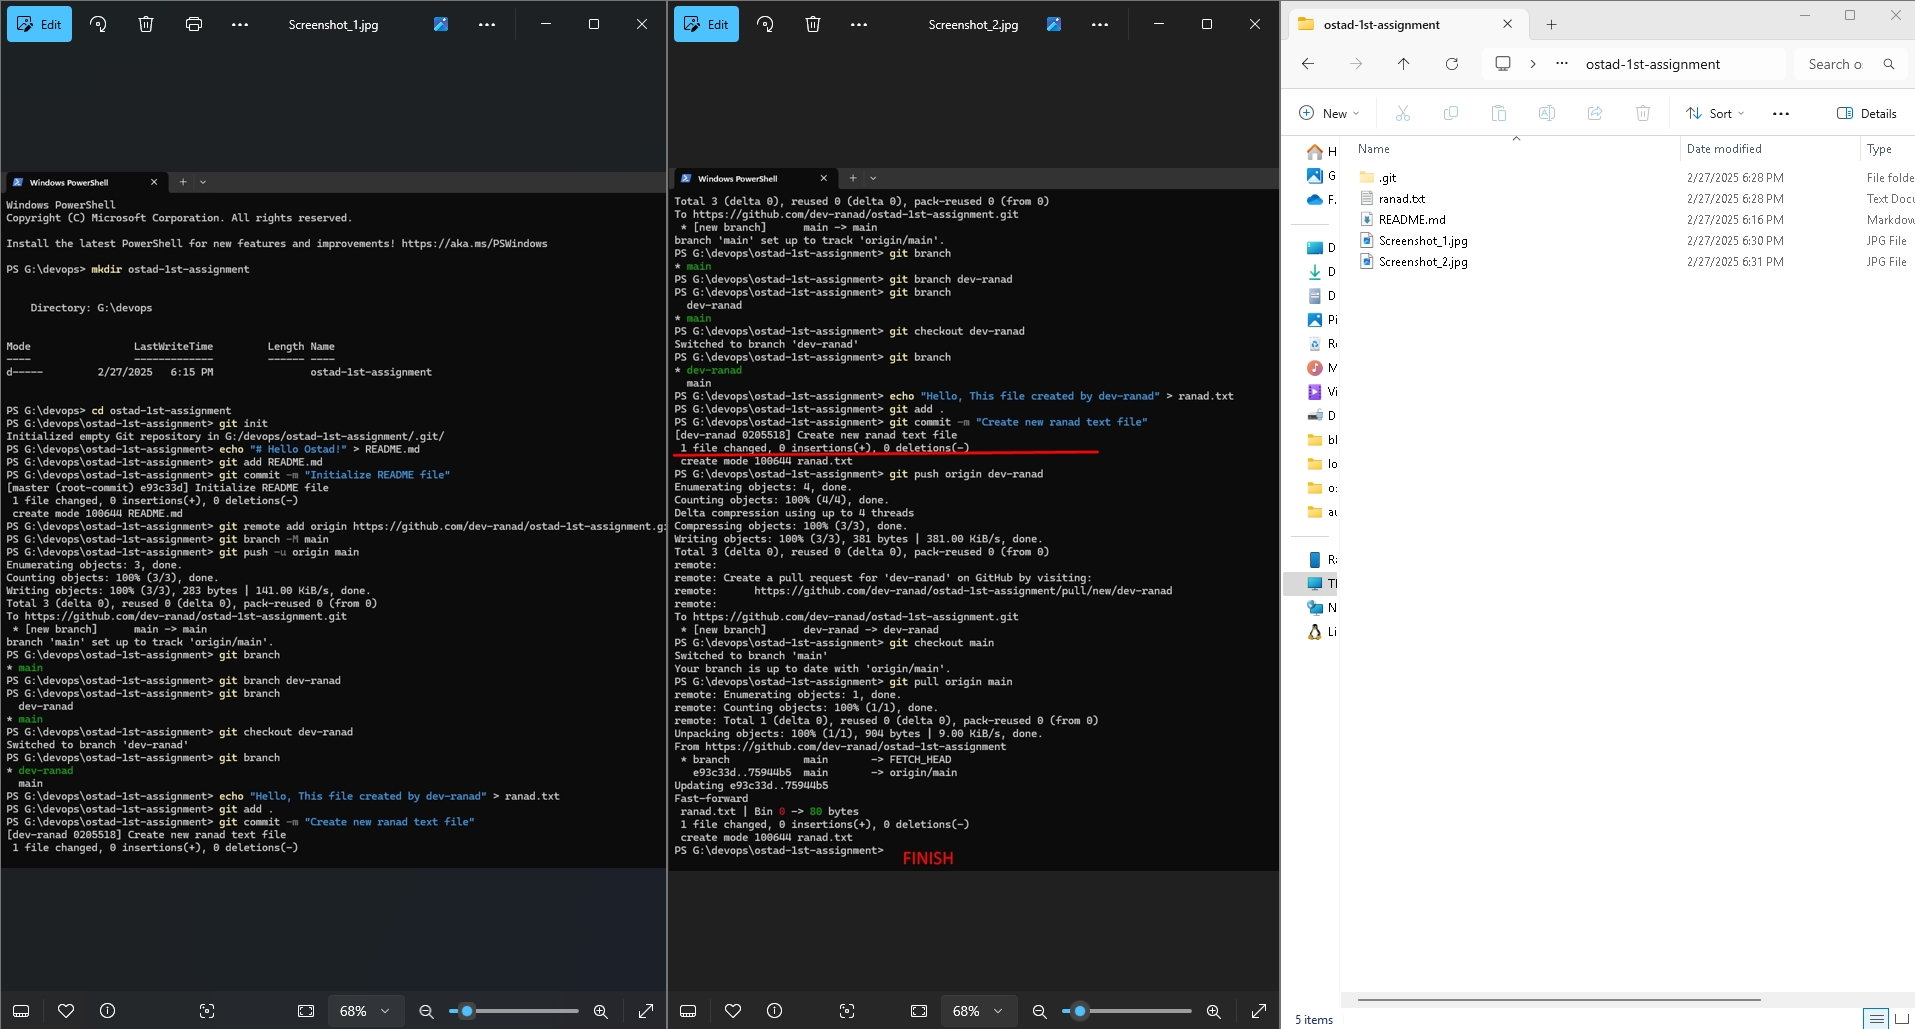 Edit
Screenshot_1.jpg
Windows PowerShell
Windows PowerShell
Copyright (C) Microsoft Corporation. All rights reserved.
Install the latest PowerShell for new features and improvements! https://aka.ms/PSWindows
PS G:\devops> mkdir ostad-1st-assignment
Directory: G:\devops
Mode LastWriteTime Length Name
---- ------------- ------ ----
d----- 2/27/2025 6:15 PM ostad-1st-assignment
PS G:\devops> cd ostad-1st-assignment
PS G:\devops\ostad-1st-assignment> git init
Initialized empty Git repository in G:/devops/ostad-1st-assignment/.git/
PS G:\devops\ostad-1st-assignment> echo "# Hello Ostad!" > README.md
PS G:\devops\ostad-1st-assignment> git add README.md
PS G:\devops\ostad-1st-assignment> git commit -m "Initialize README file"
[master (root-commit) e93c33d] Initialize README file
1 file changed, 0 insertions(+), 0 deletions(-)
create mode 100644 README.md
PS G:\devops\ostad-1st-assignment> git remote add origin https://github.com/dev-ranad/ostad-1st-assignment.gi
PS G:\devops\ostad-1st-assignment> git branch -M main
PS G:\devops\ostad-1st-assignment> git push -u origin main
Enumerating objects: 3, done.
Counting objects: 100% (3/3), done.
Writing objects: 100% (3/3), 283 bytes | 141.00 KiB/s, done.
Total 3 (delta 0), reused 0 (delta 0), pack-reused 0 (from 0)
To https://github.com/dev-ranad/ostad-1st-assignment.git
* [new branch] main -> main
branch 'main' set up to track 'origin/main'.
PS G:\devops\ostad-1st-assignment> git branch
* main
PS G:\devops\ostad-1st-assignment> git branch dev-ranad
PS G:\devops\ostad-1st-assignment> git branch
dev-ranad
* main
PS G:\devops\ostad-1st-assignment> git checkout dev-ranad
Switched to branch 'dev-ranad'
PS G:\devops\ostad-1st-assignment> git branch
* dev-ranad
main
PS G:\devops\ostad-1st-assignment> echo "Hello, This file created by dev-ranad" > ranad.txt
PS G:\devops\ostad-1st-assignment> git add .
PS G:\devops\ostad-1st-assignment> git commit -m "Create new ranad text file"
[dev-ranad 0205518] Create new ranad text file
1 file changed, 0 insertions(+), 0 deletions(-)
68%
Edit
Screenshot_2.jpg
Windows PowerShell
Total 3 (delta 0), reused 0 (delta 0), pack-reused 0 (from 0)
To https://github.com/dev-ranad/ostad-1st-assignment.git
* [new branch] main -> main
branch 'main' set up to track 'origin/main'.
PS G:\devops\ostad-1st-assignment> git branch
* main
PS G:\devops\ostad-1st-assignment> git branch dev-ranad
PS G:\devops\ostad-1st-assignment> git branch
dev-ranad
* main
PS G:\devops\ostad-1st-assignment> git checkout dev-ranad
Switched to branch 'dev-ranad'
PS G:\devops\ostad-1st-assignment> git branch
* dev-ranad
main
PS G:\devops\ostad-1st-assignment> echo "Hello, This file created by dev-ranad" > ranad.txt
PS G:\devops\ostad-1st-assignment> git add .
PS G:\devops\ostad-1st-assignment> git commit -m "Create new ranad text file"
[dev-ranad 0205518] Create new ranad text file
1 file changed, 0 insertions(+), 0 deletions(-)
create mode 100644 ranad.txt
PS G:\devops\ostad-1st-assignment> git push origin dev-ranad
Enumerating objects: 4, done.
Counting objects: 100% (4/4), done.
Delta compression using up to 4 threads
Compressing objects: 100% (3/3), done.
Writing objects: 100% (3/3), 381 bytes | 381.00 KiB/s, done.
Total 3 (delta 0), reused 0 (delta 0), pack-reused 0 (from 0)
remote:
remote: Create a pull request for 'dev-ranad' on GitHub by visiting:
remote: https://github.com/dev-ranad/ostad-1st-assignment/pull/new/dev-ranad
remote:
To https://github.com/dev-ranad/ostad-1st-assignment.git
* [new branch] dev-ranad -> dev-ranad
PS G:\devops\ostad-1st-assignment> git checkout main
Switched to branch 'main'
Your branch is up to date with 'origin/main'.
PS G:\devops\ostad-1st-assignment> git pull origin main
remote: Enumerating objects: 1, done.
remote: Counting objects: 100% (1/1), done.
remote: Total 1 (delta 0), reused 0 (delta 0), pack-reused 0 (from 0)
Unpacking objects: 100% (1/1), 904 bytes | 9.00 KiB/s, done.
From https://github.com/dev-ranad/ostad-1st-assignment
* branch main -> FETCH_HEAD
e93c33d..75944b5 main -> origin/main
Updating e93c33d..75944b5
Fast-forward
ranad.txt | Bin 0 -> 80 bytes
1 file changed, 0 insertions(+), 0 deletions(-)
create mode 100644 ranad.txt
PS G:\devops\ostad-1st-assignment>
FINISH
68%
ostad-1st-assignment
ostad-1st-assignment
Search o
New
Sort
Details
Name Date modified Type
.git 2/27/2025 6:28 PM File folde
ranad.txt 2/27/2025 6:28 PM Text Docu
README.md 2/27/2025 6:16 PM Markdow
Screenshot_1.jpg 2/27/2025 6:30 PM JPG File
Screenshot_2.jpg 2/27/2025 6:31 PM JPG File
H
G
F.
D
D
D
Pi
Re
M
Vi
D
bl
lo
o
au
Ra
Tl
N
Li
5 items